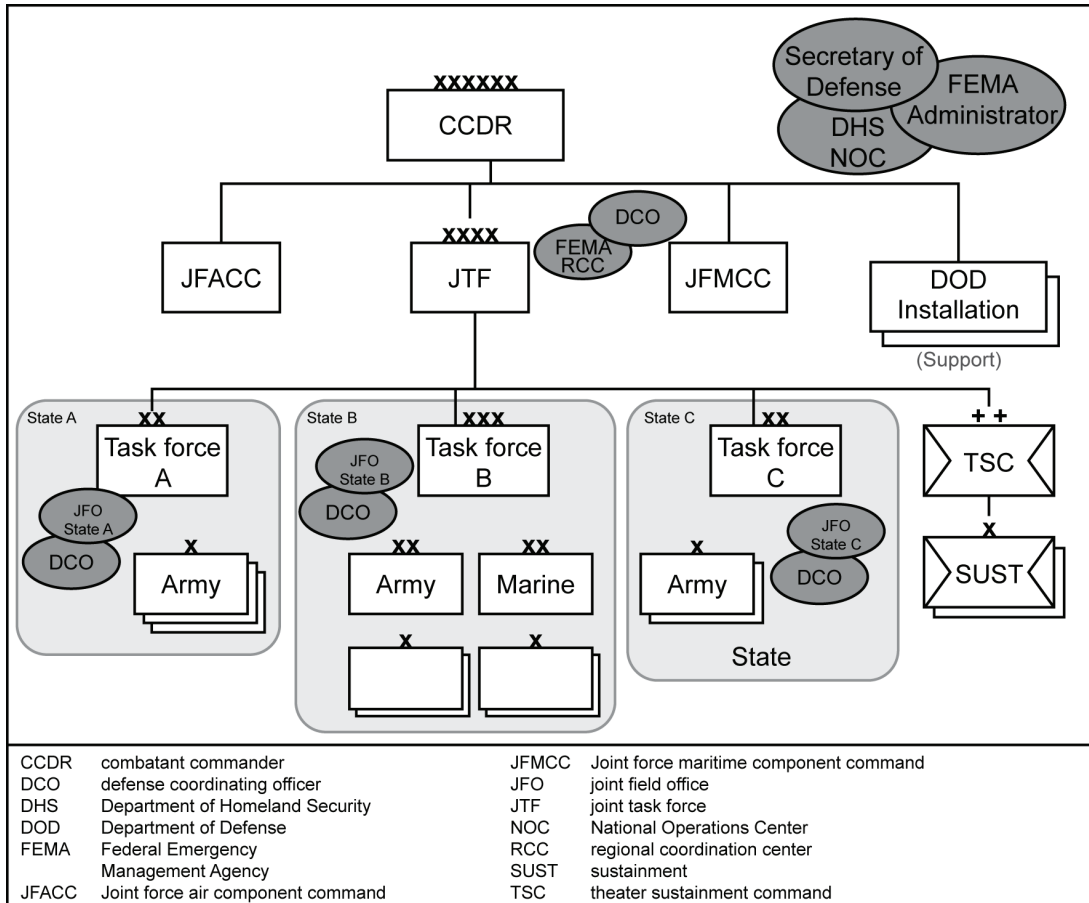 XXXXXX
CCDR
Secretary of
Defense
FEMA
Administrator
DHS
NOC
JFACC
XXXX
JTF
DCO
FEMA
RCC
JFMCC
DOD
Installation
(Support)
State A
XX
Task force
A
JFO
State A
DCO
X
Army
State B
XXX
Task force
B
JFO
State B
DCO
XX
Army
XX
Marine
X
X
State C
XX
Task force
C
JFO
State C
DCO
X
Army
State
+ +
TSC
X
SUST
CCDR combatant commander
DCO defense coordinating officer
DHS Department of Homeland Security
DOD Department of Defense
FEMA Federal Emergency
Management Agency
JFACC Joint force air component command
JFMCC Joint force maritime component command
JFO joint field office
JTF joint task force
NOC National Operations Center
RCC regional coordination center
SUST sustainment
TSC theater sustainment command